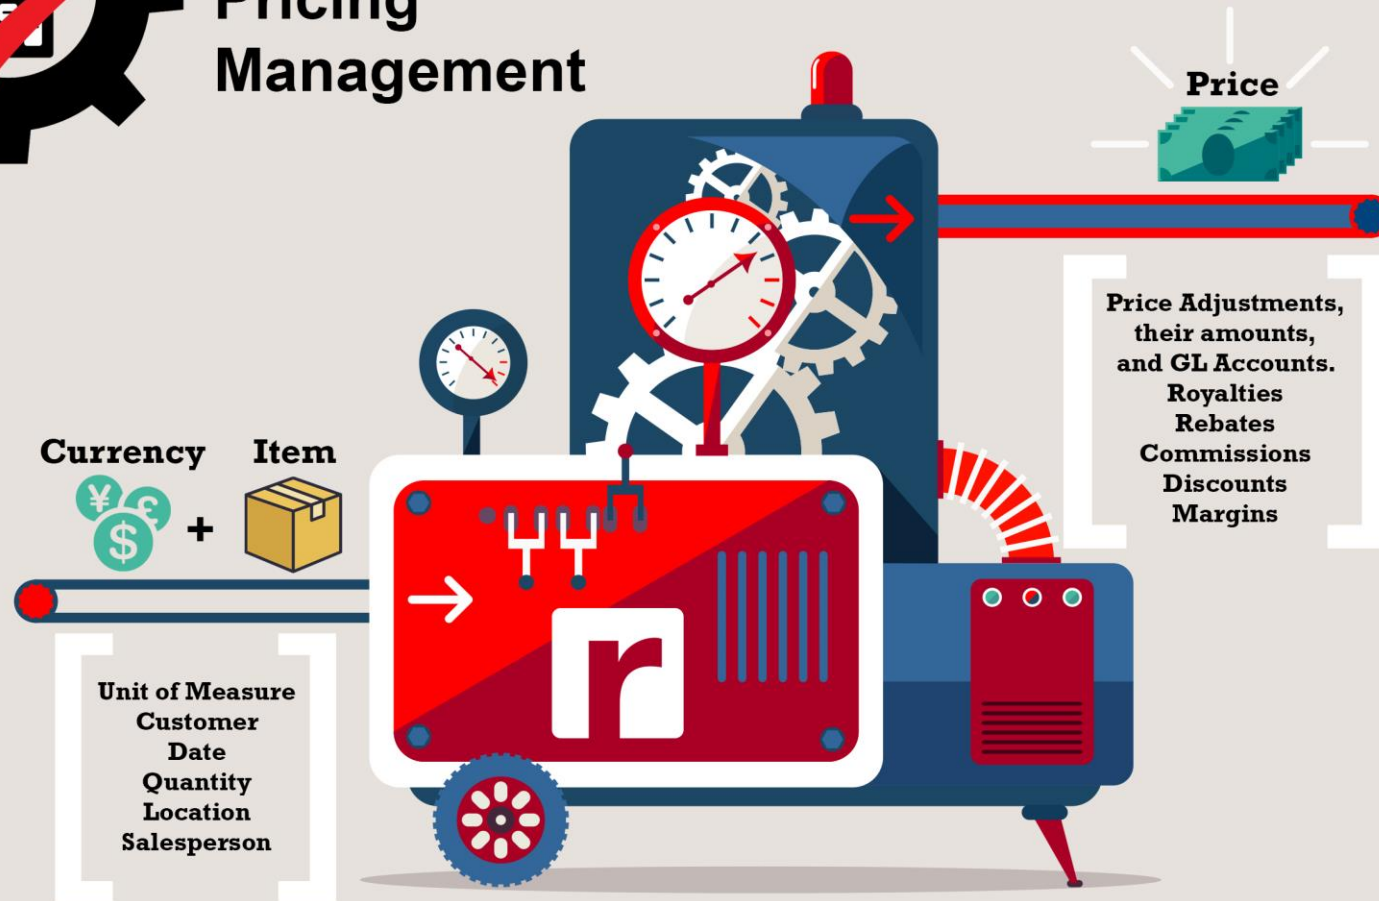 Pricing
Management
Price
Price Adjustments,
their amounts,
and GL Accounts.
Royalties
Rebates
Commissions
Discounts
Margins
Currency
Item
¥ £
$
+
r
Unit of Measure
Customer
Date
Quantity
Location
Salesperson